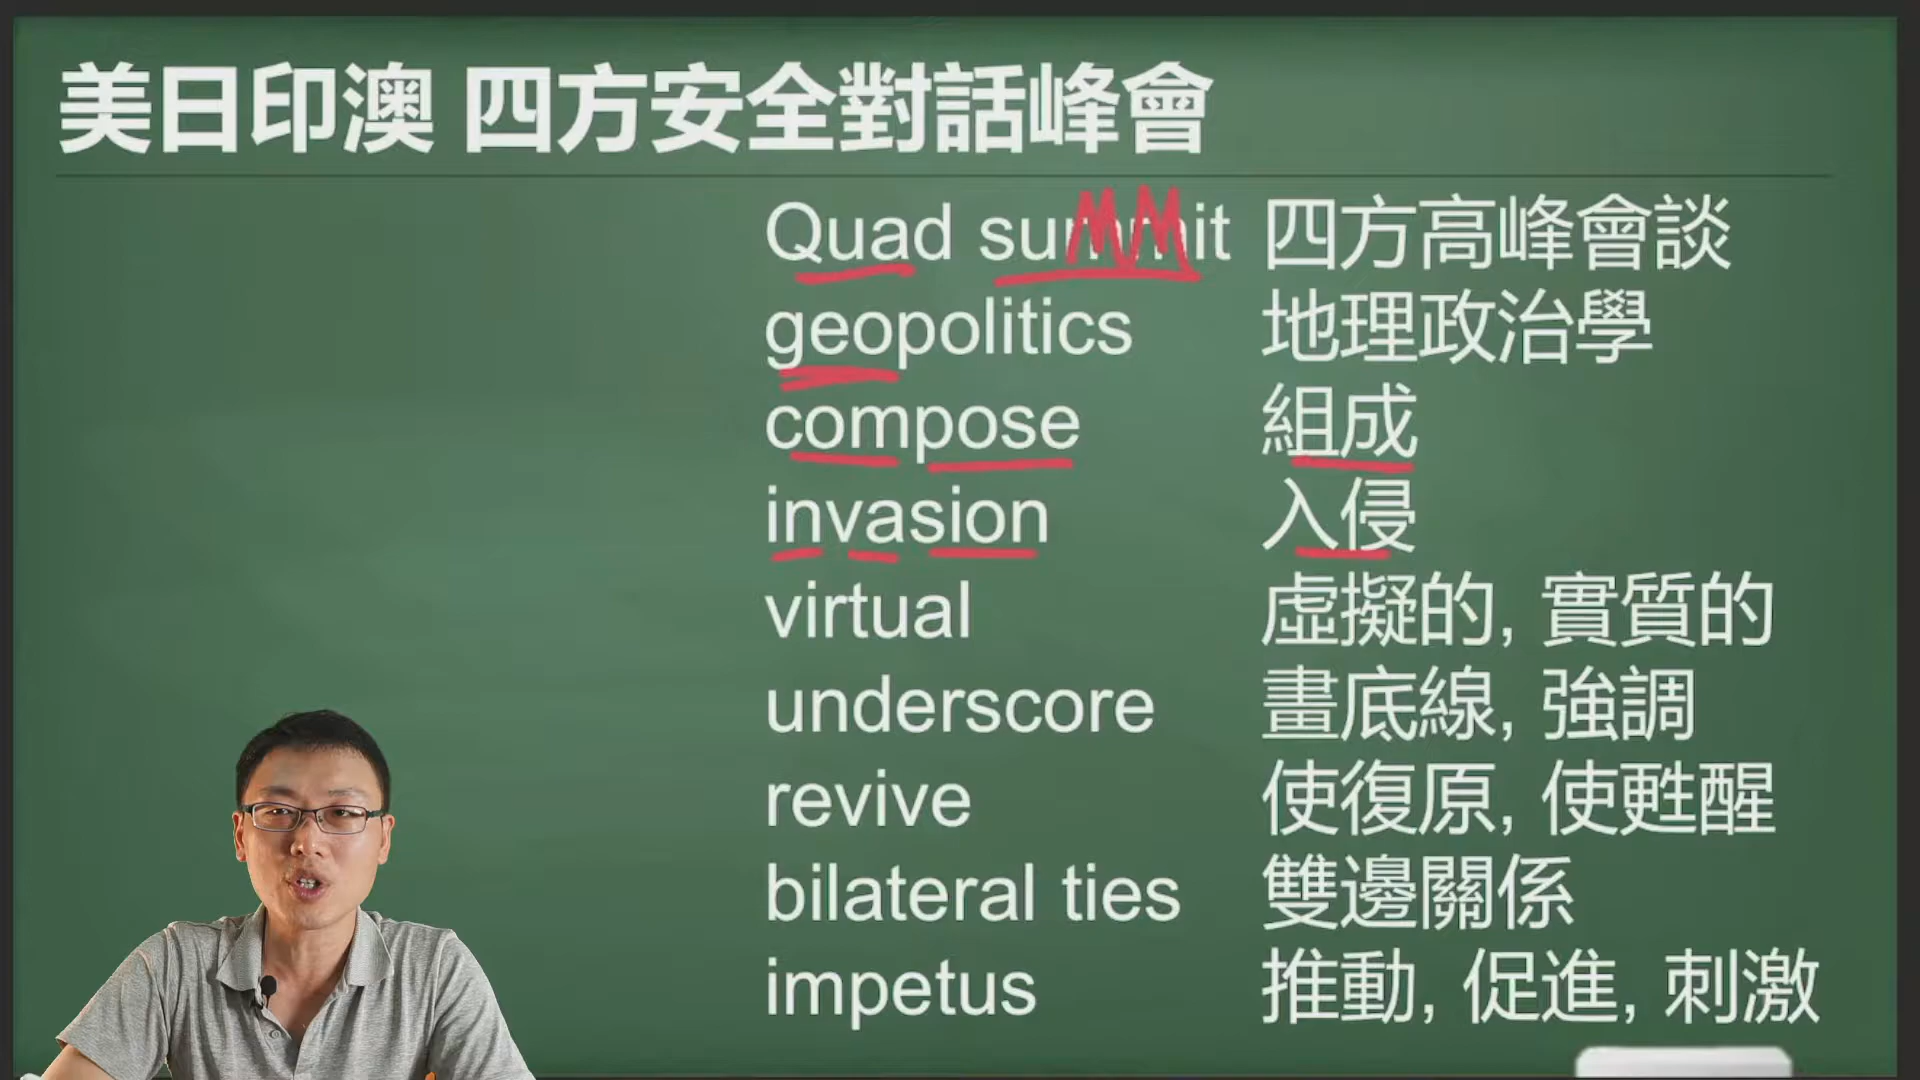 美日印澳 四方安全對話峰會
Quad summit 四方高峰會談
geopolitics 地理政治學
compose 組成
invasion 入侵
virtual 虛擬的, 實質的
underscore 畫底線, 強調
revive 使復原, 使甦醒
bilateral ties 雙邊關係
impetus 推動, 促進, 刺激